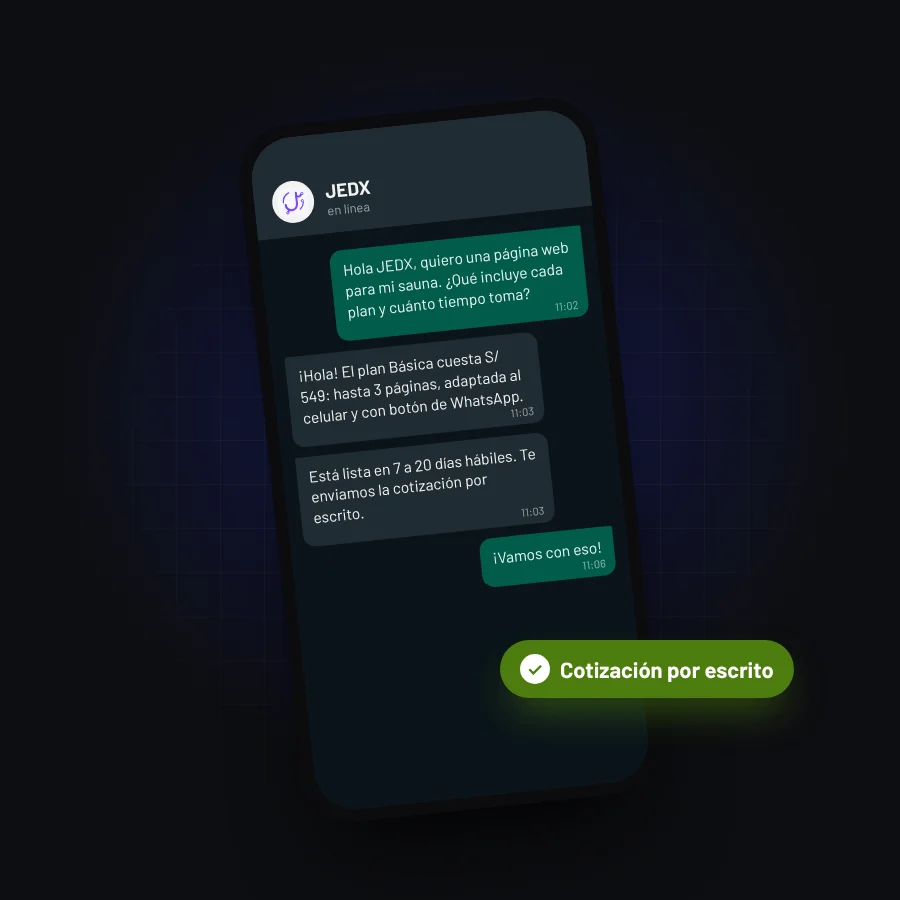 JEDX
en línea
Hola JEDX, quiero una página web
para mi sauna. ¿Qué incluye cada
plan y cuánto tiempo toma?
11:02
¡Hola! El plan Básica cuesta S/
549: hasta 3 páginas, adaptada al
celular y con botón de WhatsApp.
11:03
Está lista en 7 a 20 días hábiles. Te
enviamos la cotización por
escrito.
11:03
¡Vamos con eso!
11:06
Cotización por escrito